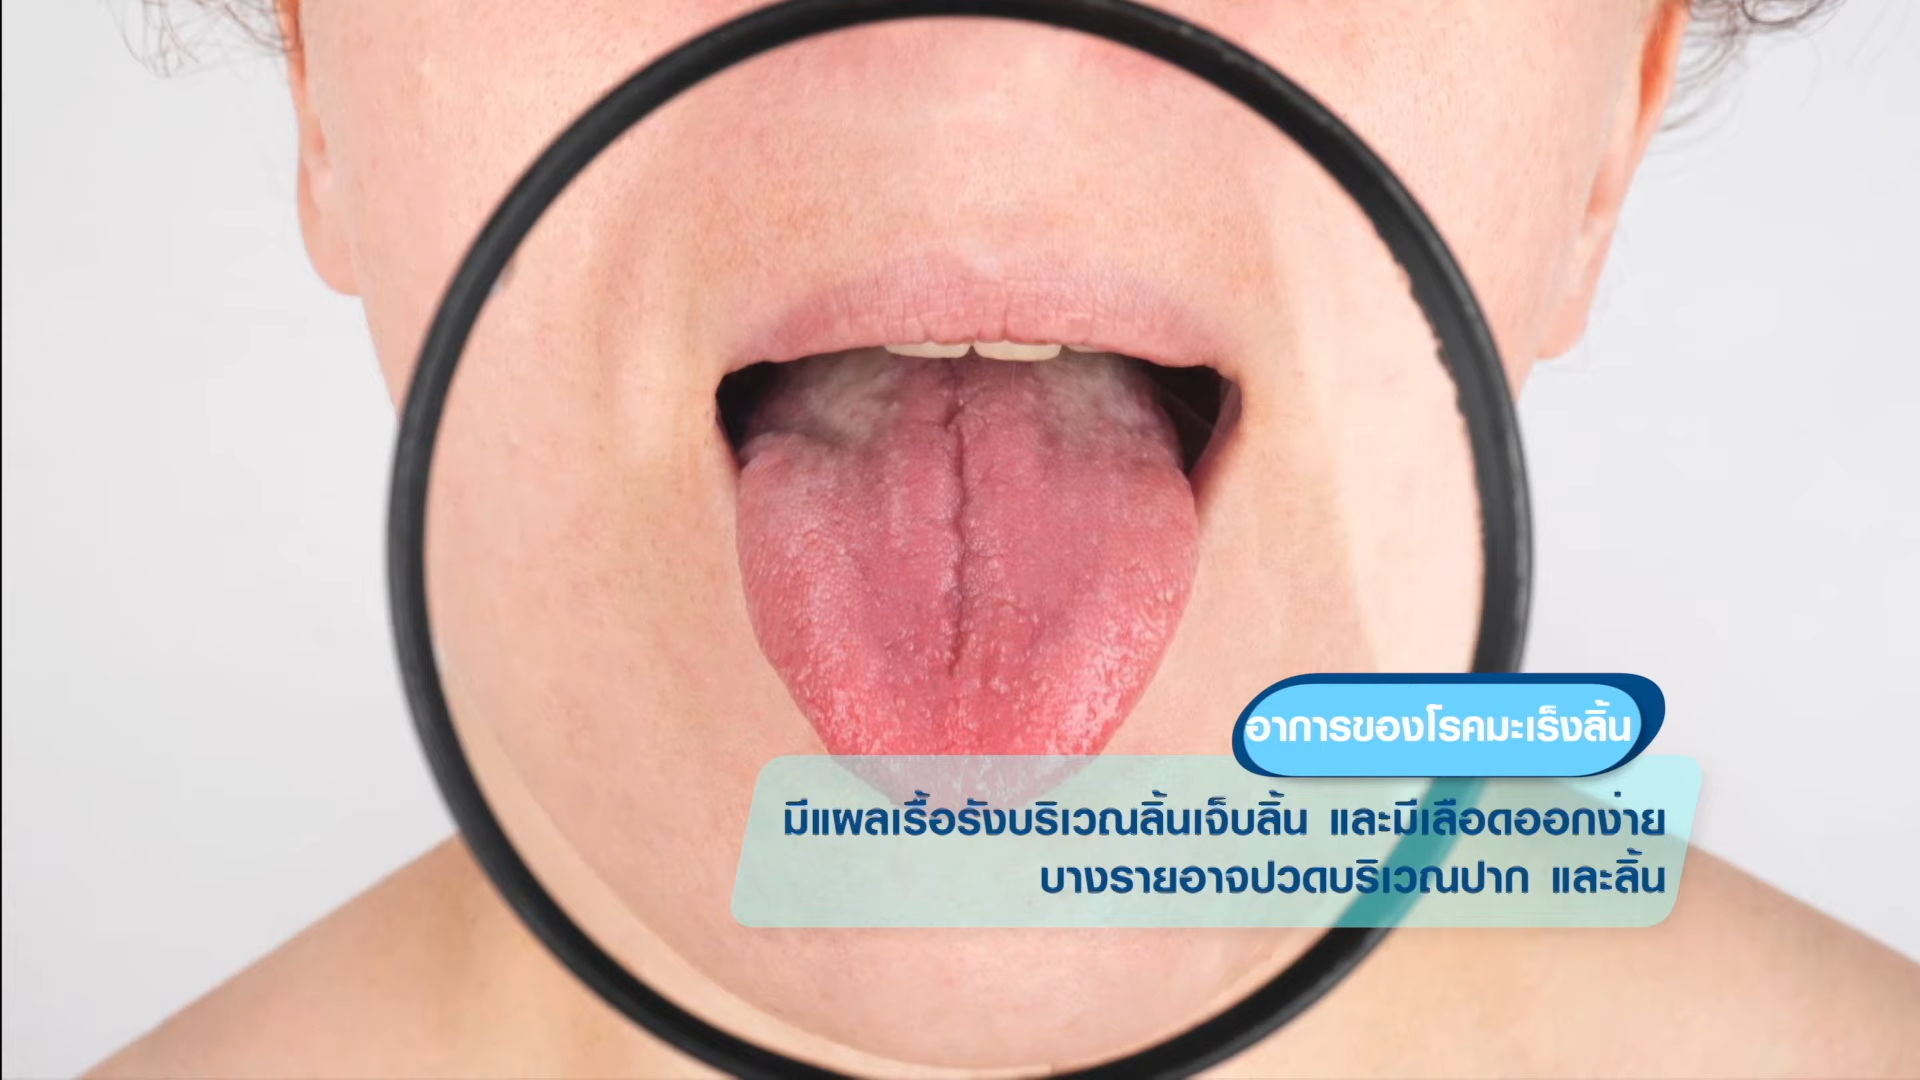 อาการของโรคมะเร็งลิ้น
มีแผลเรื้อรังบริเวณลิ้นเจ็บลิ้น และมีเลือดออกง่าย
บางรายอาจปวดบริเวณปาก และลิ้น